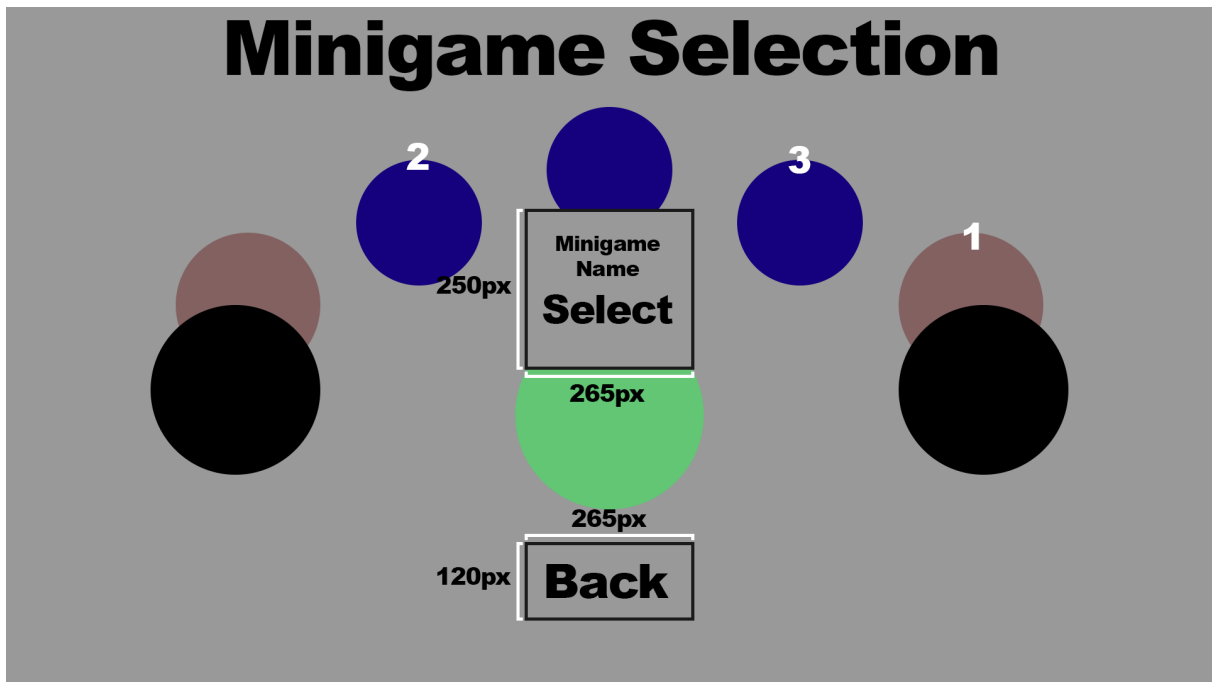 Minigame Selection
2
3
1
Minigame
Name
Select
250px
265px
265px
120px
Back